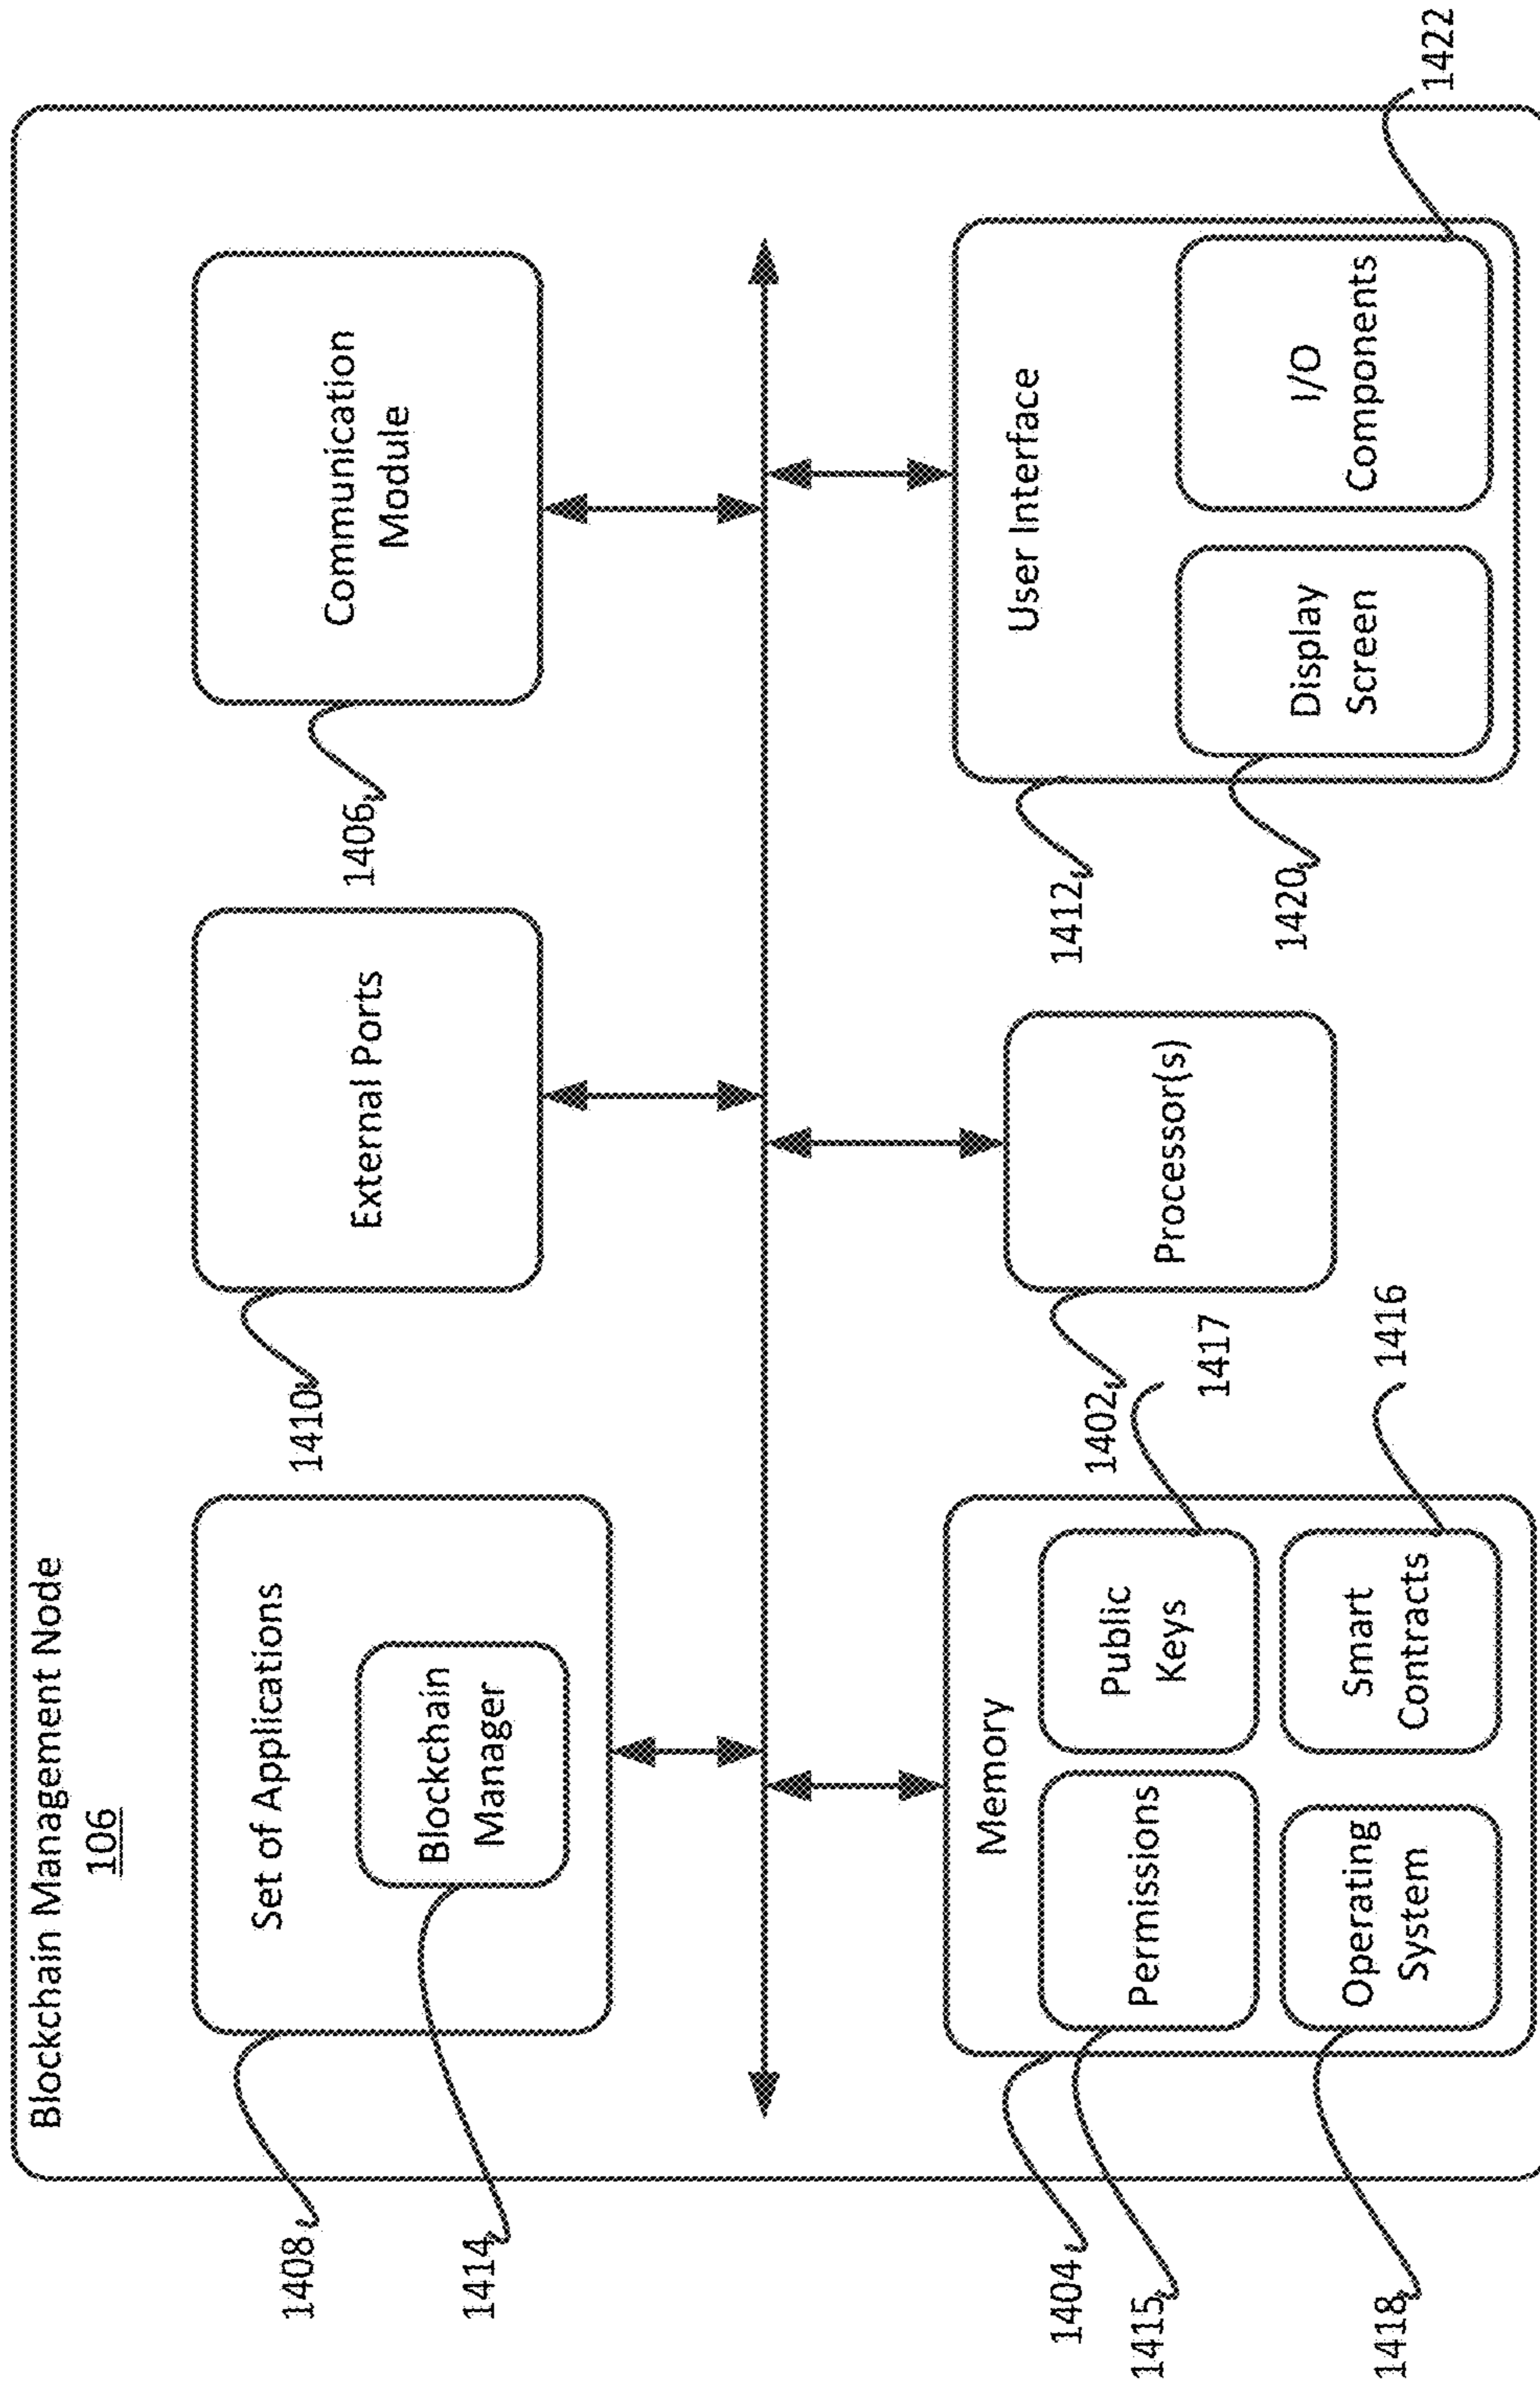 Blockchain Management Node
106
Set of Applications
Blockchain
Manager
1408
1414
External Ports
1410
Communication
Module
1406
Memory
Permissions
Public
Keys
Operating
System
Smart
Contracts
1404
1415
1418
1417
1416
Processor(s)
1402
User Interface
Display
Screen
I/O
Components
1412
1420
1422